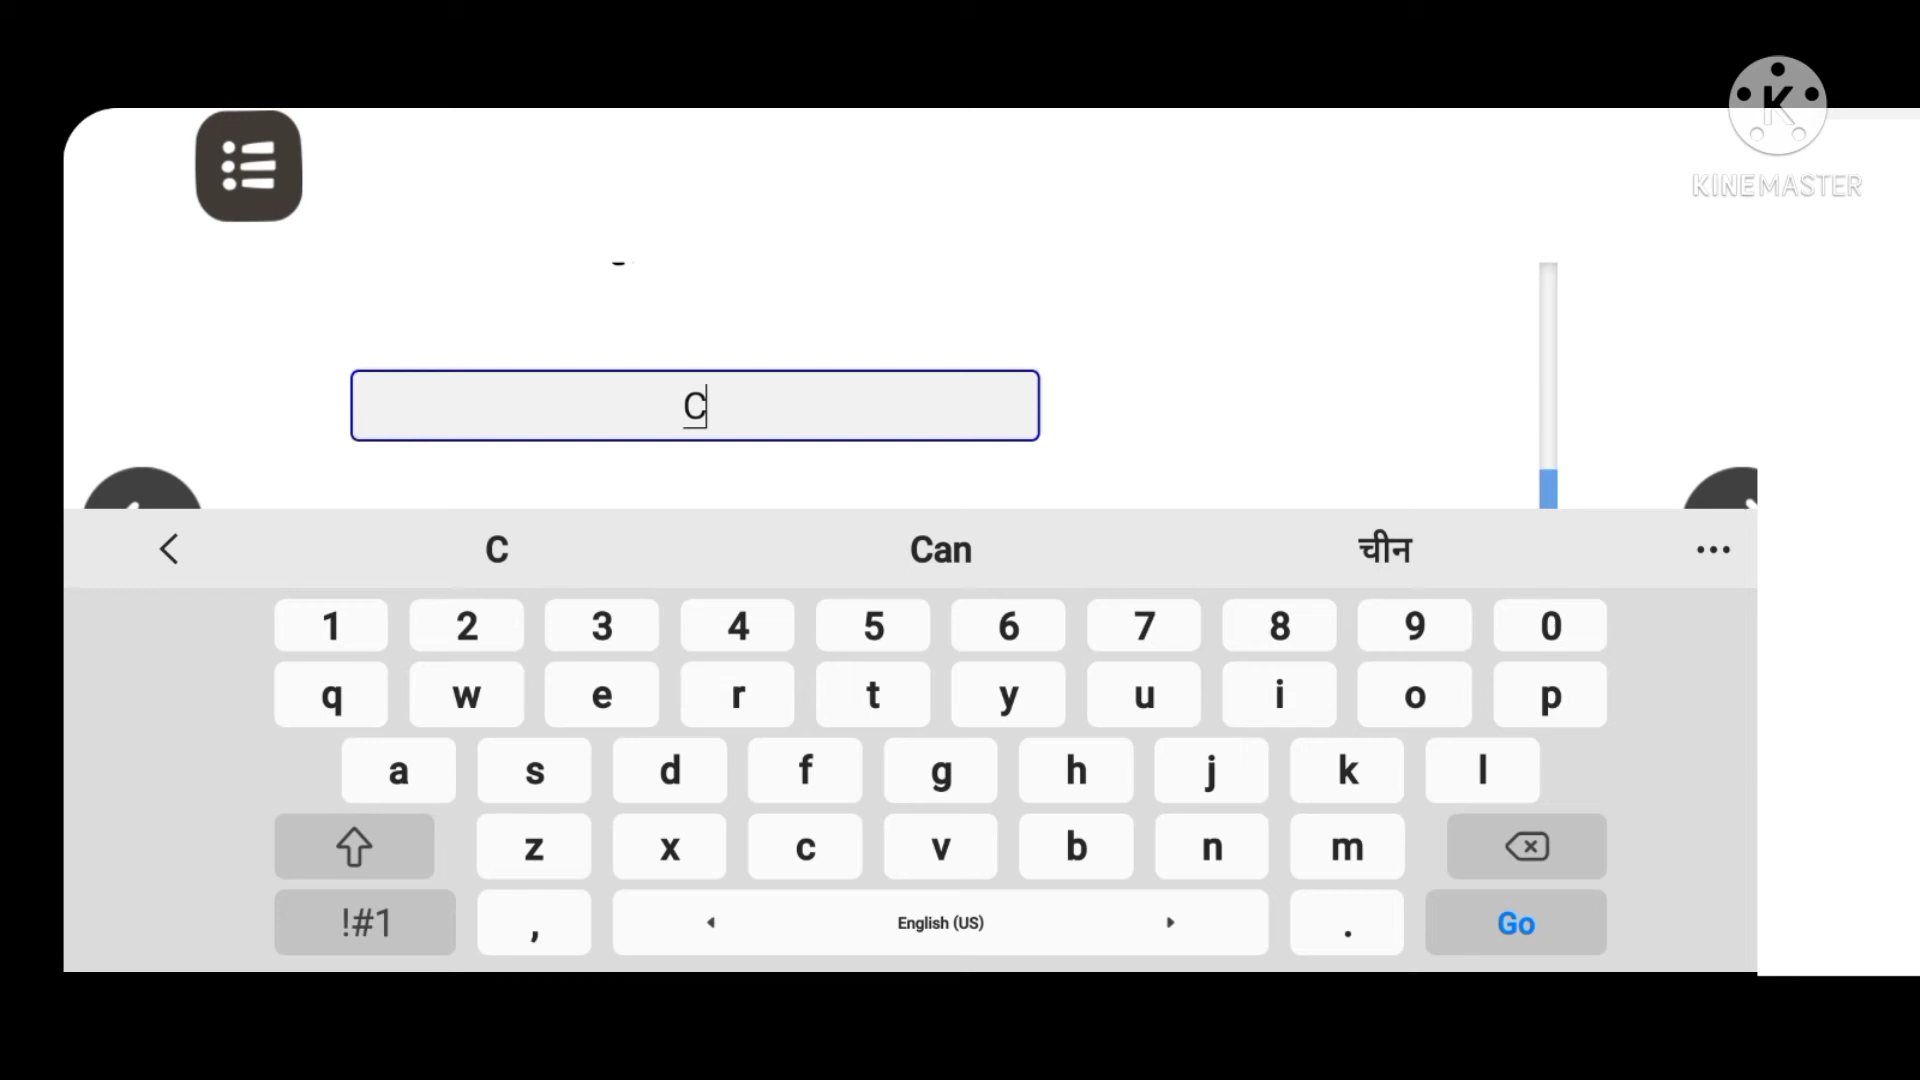 K
KINEMASTER
C
C Can चीन ...
1 2 3 4 5 6 7 8 9 0
q w e r t y u i o p
a s d f g h j k l
z x c v b n m
!#1 , English (US) . Go